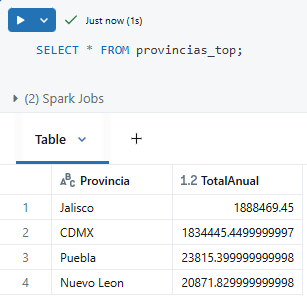 Just now (1s)
SELECT * FROM provincias_top;
(2) Spark Jobs
Table +
ABC Provincia 1.2 TotalAnual
1 Jalisco 1888469.45
2 CDMX 1834445.4499999997
3 Puebla 23815.399999999998
4 Nuevo Leon 20871.829999999998